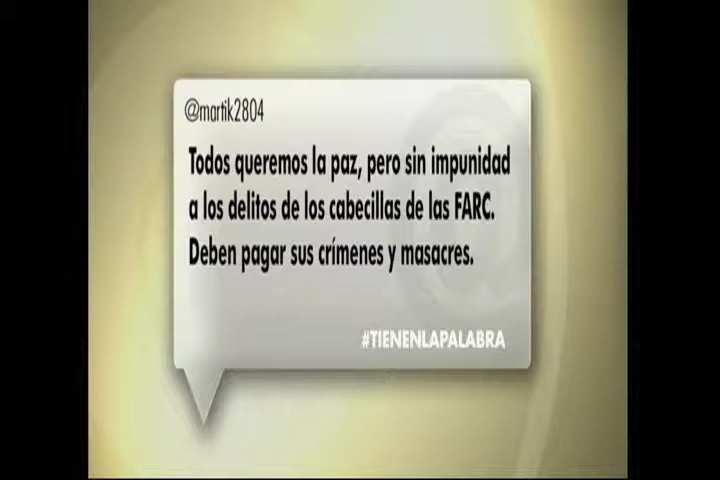 @martik2804
Todos queremos la paz, pero sin impunidad
a los delitos de los cabecillas de las FARC.
Deben pagar sus crímenes y masacres.
#TIENENLAPALABRA